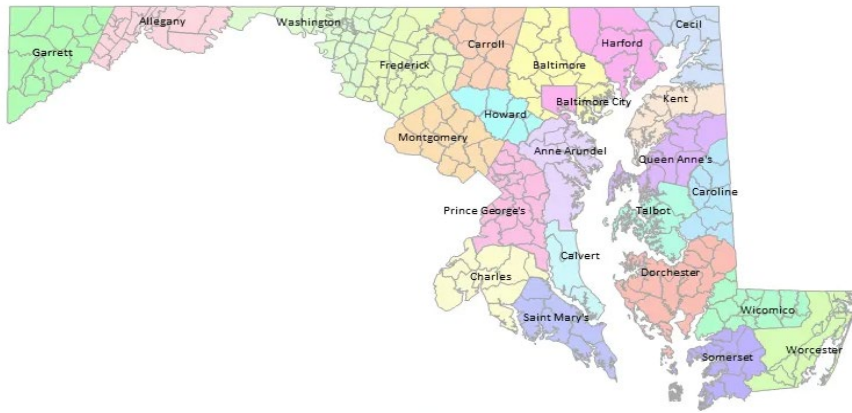 Allegany
Washington
Cecil
Garrett
Carroll
Harford
Frederick
Baltimore
Kent
Baltimore City
Howard
Montgomery
Anne Arundel
Queen Anne's
Caroline
Prince George's
Talbot
Calvert
Charles
Dorchester
Saint Mary's
Wicomico
Somerset
Worcester